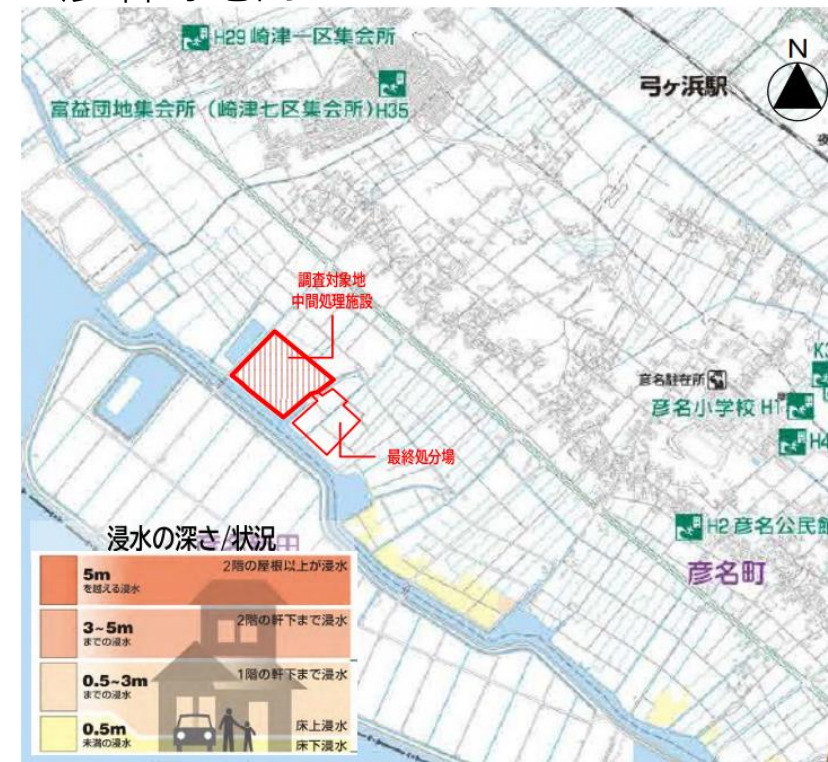 H29 崎津一区集会所
富益団地集会所（崎津七区集会所)H35
弓ヶ浜駅
N
調査対象地
中間処理施設
彦名駐在所
彦名小学校 H1
H4
最終処分場
H2 彦名公民館
彦名町
浸水の深さ/状況
5m
を越える浸水
2階の屋根以上が浸水
3~5m
までの浸水
2階の軒下まで浸水
0.5~3m
までの浸水
1階の軒下まで浸水
0.5m
未満の浸水
床上浸水
床下浸水